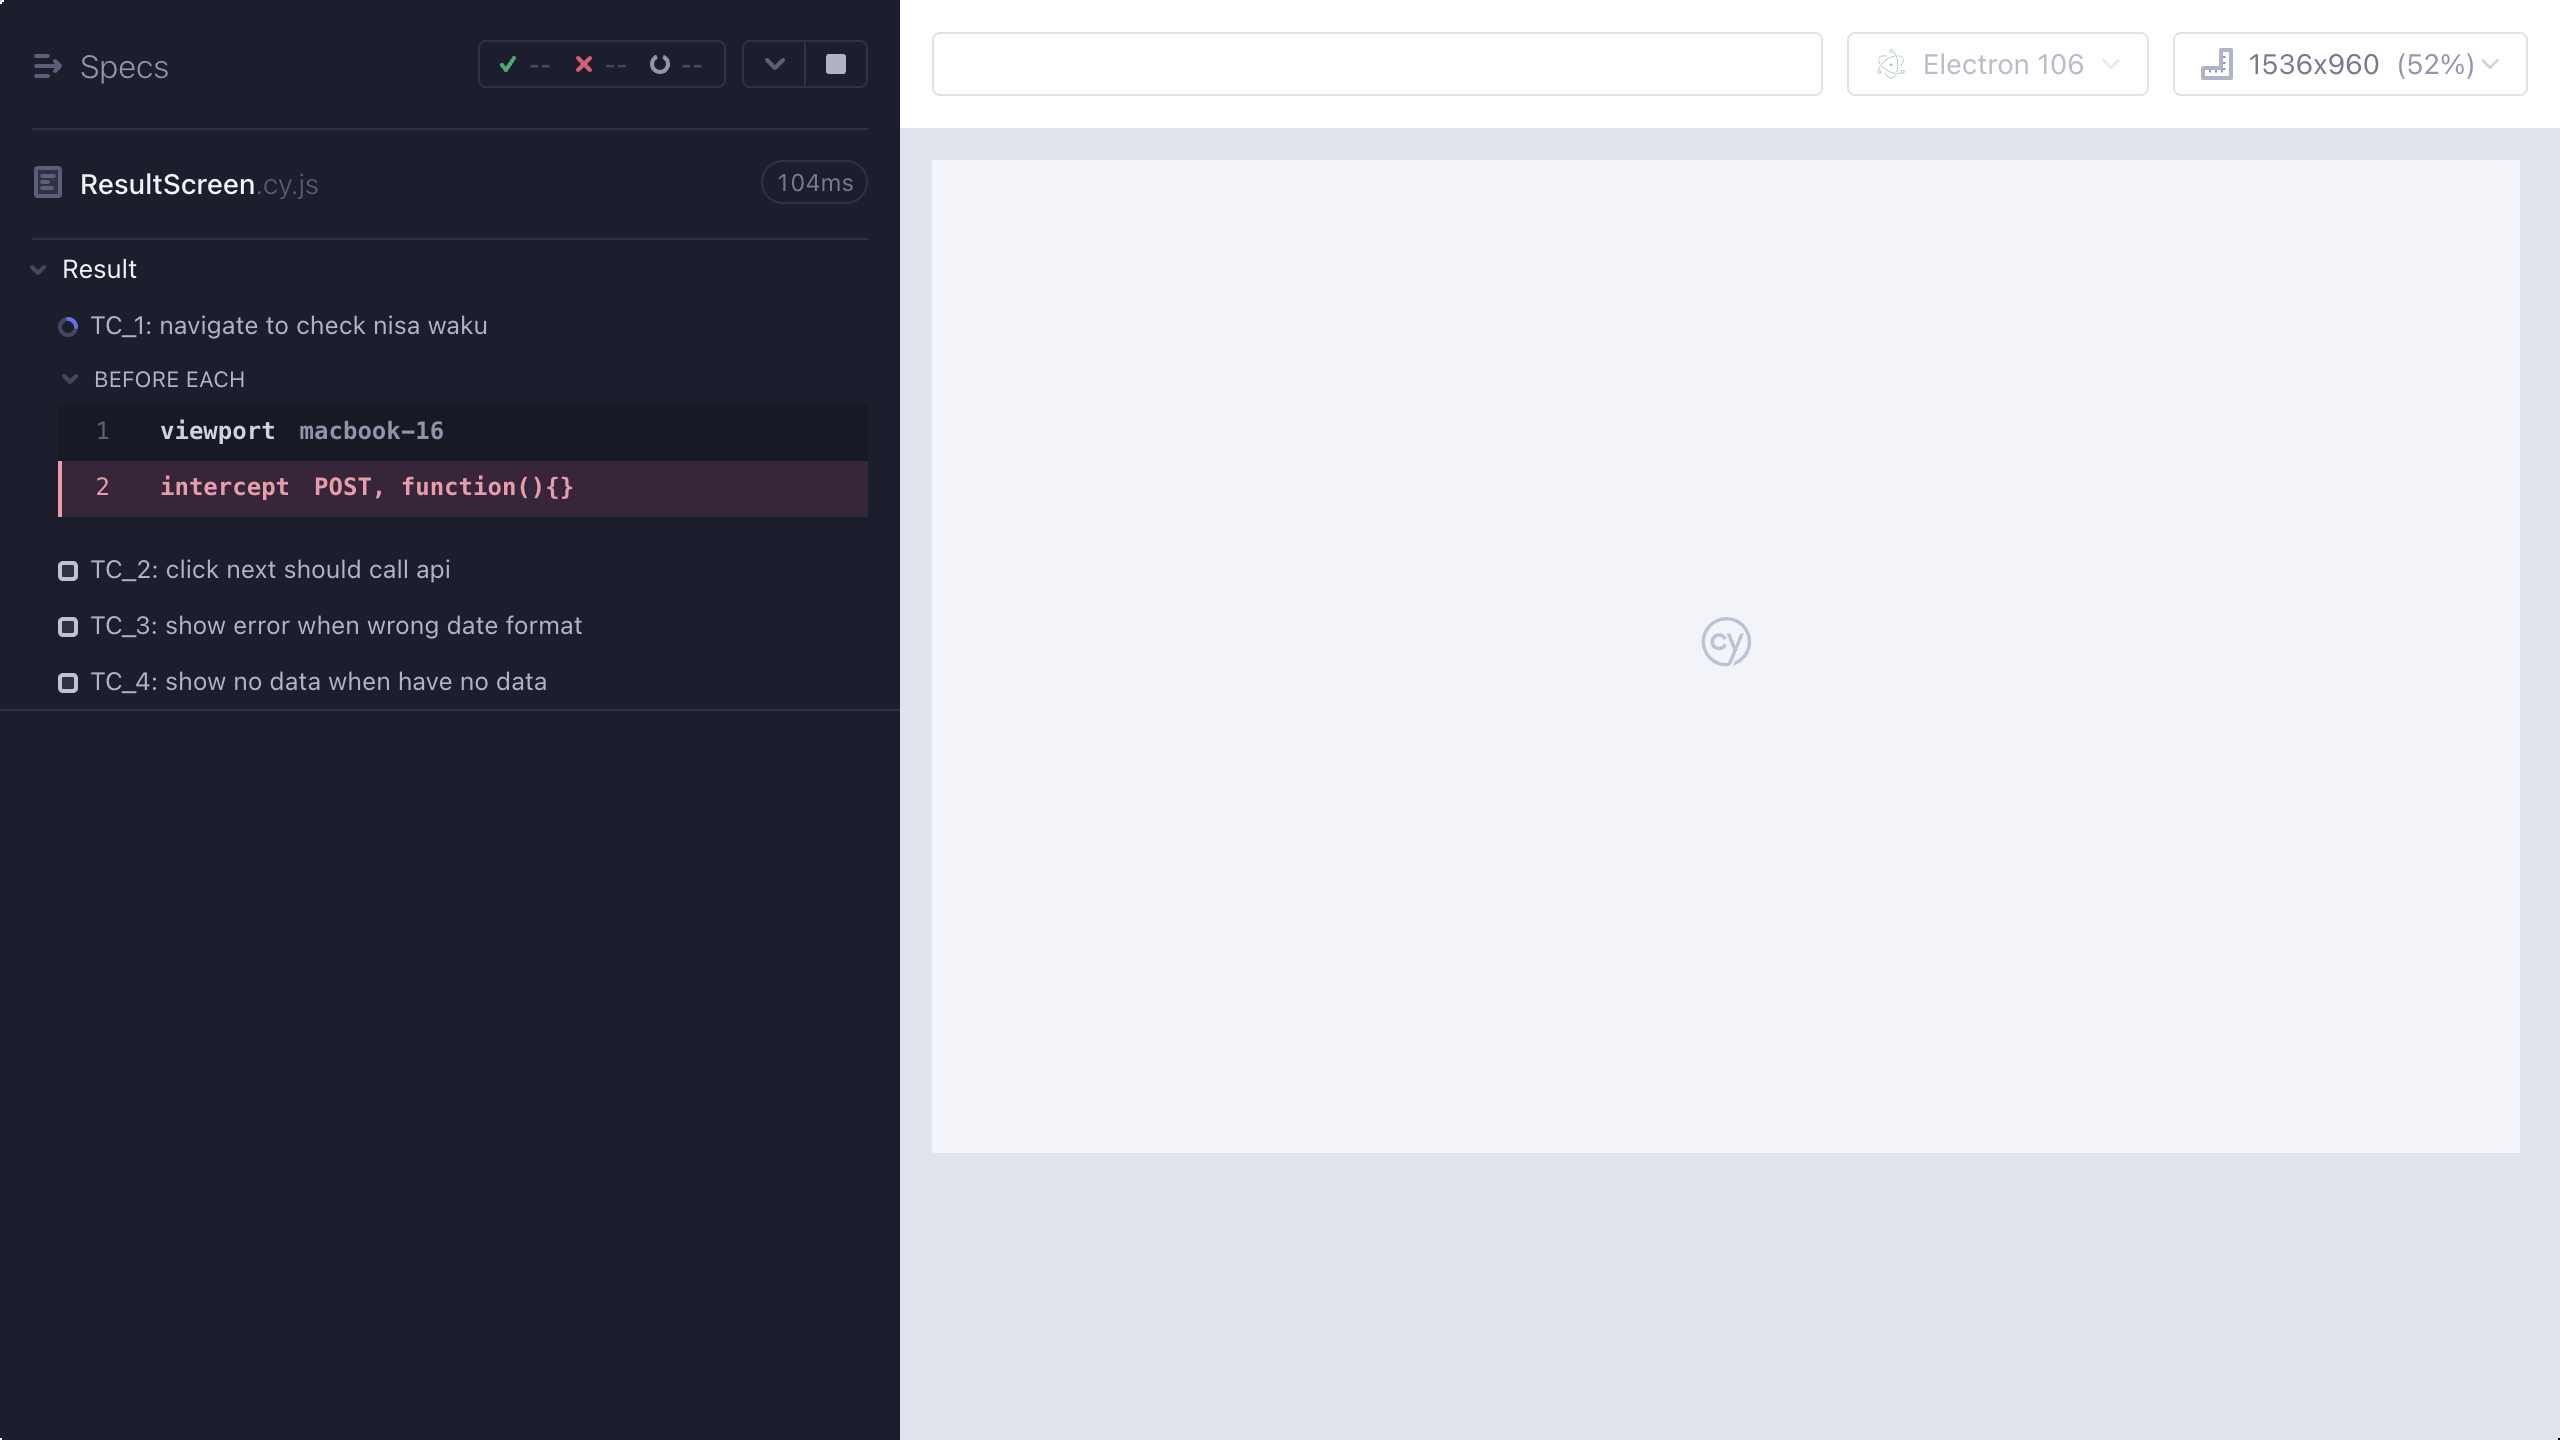 Specs -- -- --
Electron 106
1536x960 (52%)
ResultScreen.cy.js
104ms
Result
TC_1: navigate to check nisa waku
BEFORE EACH
1 viewport macbook-16
2 intercept POST, function(){}
TC_2: click next should call api
TC_3: show error when wrong date format
TC_4: show no data when have no data
cy